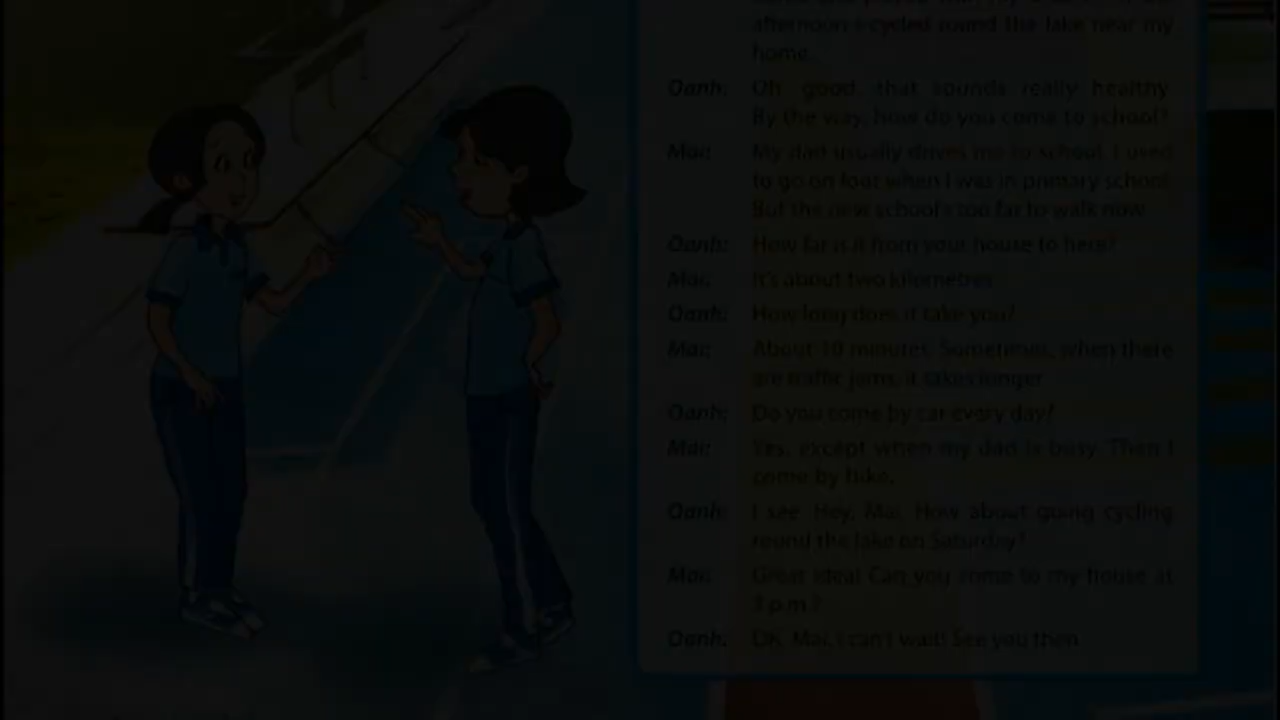 afternoon I cycled round the lake near my
home.
Oanh: Oh good, that sounds really healthy.
By the way, how do you come to school?
Mai: My dad usually drives me to school. I used
to go on foot when I was in primary school.
But the new school's too far to walk now.
Oanh: How far is it from your house to here?
Mai: It's about two kilometres.
Oanh: How long does it take you?
Mai: About 10 minutes. Sometimes, when there
are traffic jams, it takes longer.
Oanh: Do you come by car every day?
Mai: Yes, except when my dad is busy. Then I
come by bike.
Oanh: I see. Hey, Mai. How about going cycling
round the lake on Saturday?
Mai: Great idea! Can you come to my house at
3 p.m.?
Oanh: OK, Mai. I can't wait! See you then.